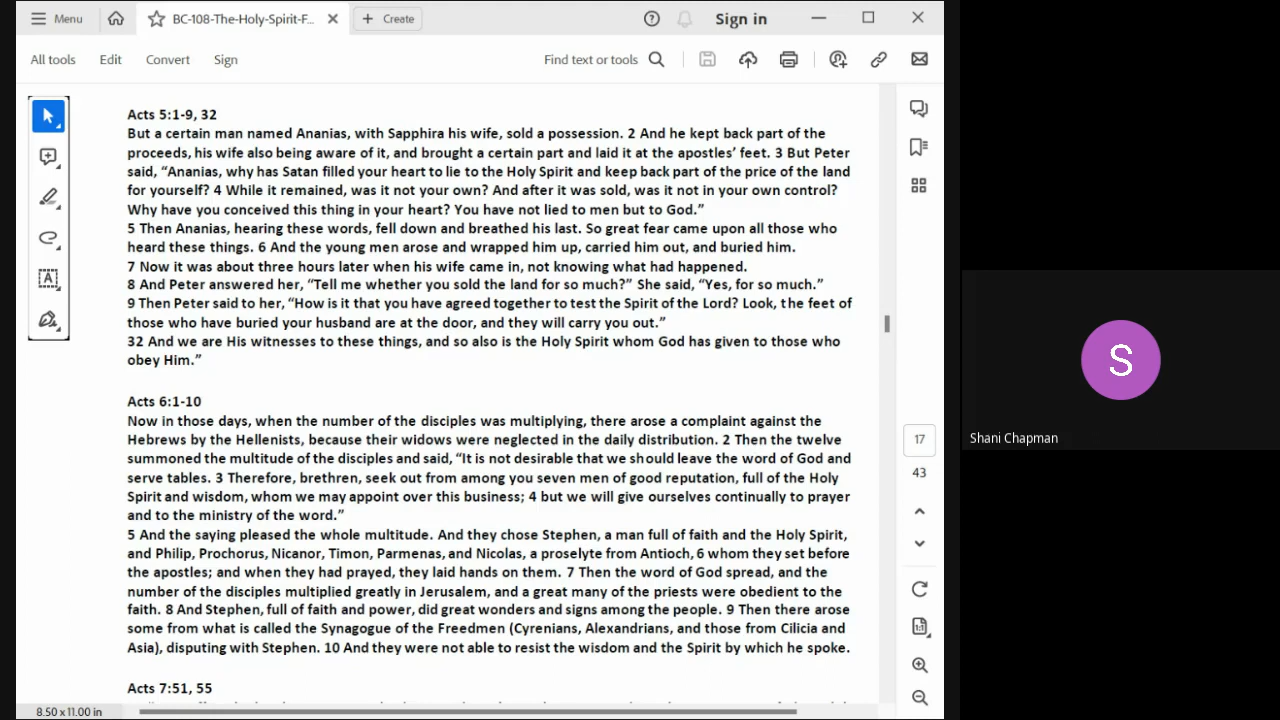 Menu
BC-108-The-Holy-Spirit-F...
Create
Sign in
All tools
Edit
Convert
Sign
Find text or tools
Acts 5:1-9, 32
But a certain man named Ananias, with Sapphira his wife, sold a possession. 2 And he kept back part of the
proceeds, his wife also being aware of it, and brought a certain part and laid it at the apostles’ feet. 3 But Peter
said, “Ananias, why has Satan filled your heart to lie to the Holy Spirit and keep back part of the price of the land
for yourself? 4 While it remained, was it not your own? And after it was sold, was it not in your own control?
Why have you conceived this thing in your heart? You have not lied to men but to God.”
5 Then Ananias, hearing these words, fell down and breathed his last. So great fear came upon all those who
heard these things. 6 And the young men arose and wrapped him up, carried him out, and buried him.
7 Now it was about three hours later when his wife came in, not knowing what had happened.
8 And Peter answered her, “Tell me whether you sold the land for so much?” She said, “Yes, for so much.”
9 Then Peter said to her, “How is it that you have agreed together to test the Spirit of the Lord? Look, the feet of
those who have buried your husband are at the door, and they will carry you out.”
32 And we are His witnesses to these things, and so also is the Holy Spirit whom God has given to those who
obey Him.”
Acts 6:1-10
Now in those days, when the number of the disciples was multiplying, there arose a complaint against the
Hebrews by the Hellenists, because their widows were neglected in the daily distribution. 2 Then the twelve
summoned the multitude of the disciples and said, “It is not desirable that we should leave the word of God and
serve tables. 3 Therefore, brethren, seek out from among you seven men of good reputation, full of the Holy
Spirit and wisdom, whom we may appoint over this business; 4 but we will give ourselves continually to prayer
and to the ministry of the word.”
5 And the saying pleased the whole multitude. And they chose Stephen, a man full of faith and the Holy Spirit,
and Philip, Prochorus, Nicanor, Timon, Parmenas, and Nicolas, a proselyte from Antioch, 6 whom they set before
the apostles; and when they had prayed, they laid hands on them. 7 Then the word of God spread, and the
number of the disciples multiplied greatly in Jerusalem, and a great many of the priests were obedient to the
faith. 8 And Stephen, full of faith and power, did great wonders and signs among the people. 9 Then there arose
some from what is called the Synagogue of the Freedmen (Cyrenians, Alexandrians, and those from Cilicia and
Asia), disputing with Stephen. 10 And they were not able to resist the wisdom and the Spirit by which he spoke.
Acts 7:51, 55
8.50 x 11.00 in
17
43
S
Shani Chapman